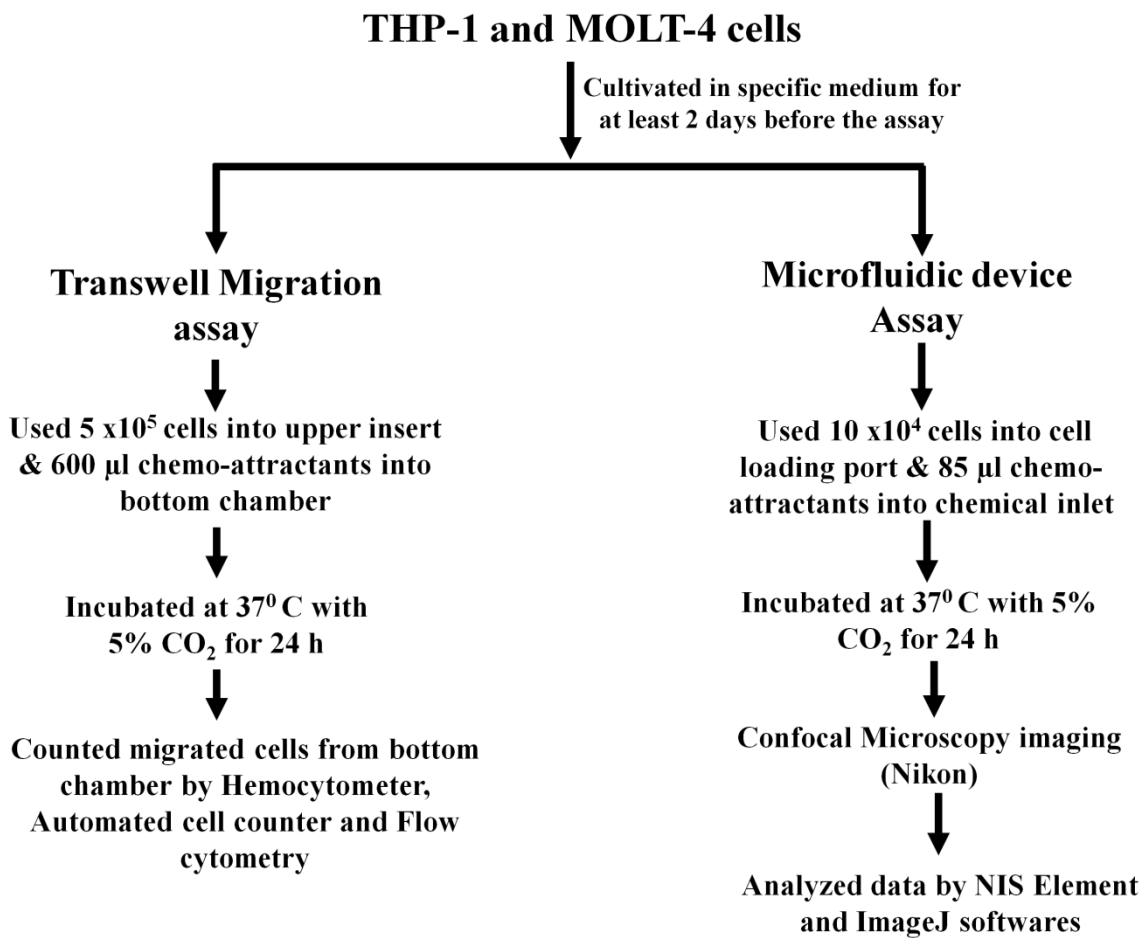 THP-1 and MOLT-4 cells
Cultivated in specific medium for
at least 2 days before the assay
Transwell Migration
assay
Used 5 x10⁵ cells into upper insert
& 600 µl chemo-attractants into
bottom chamber
Incubated at 37⁰ C with
5% CO₂ for 24 h
Counted migrated cells from bottom
chamber by Hemocytometer,
Automated cell counter and Flow
cytometry
Microfluidic device
Assay
Used 10 x10⁴ cells into cell
loading port & 85 µl chemo-
attractants into chemical inlet
Incubated at 37⁰ C with 5%
CO₂ for 24 h
Confocal Microscopy imaging
(Nikon)
Analyzed data by NIS Element
and ImageJ softwares